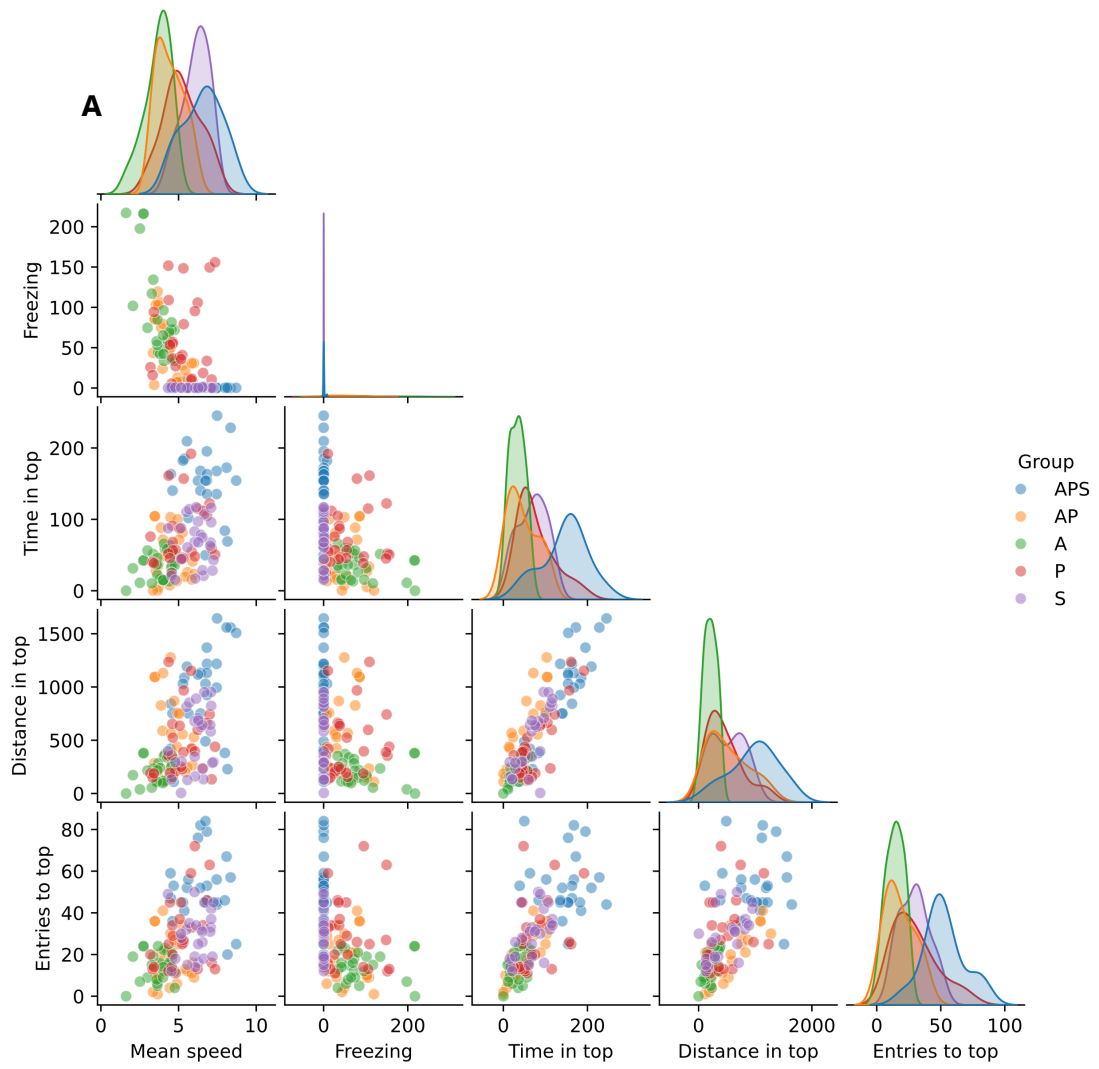 A
Freezing
200
150
100
50
0
Time in top
200
100
0
Distance in top
1500
1000
500
0
Entries to top
80
60
40
20
0
0 5 10
0 200
0 200
0 2000
0 50 100
Mean speed
Freezing
Time in top
Distance in top
Entries to top
Group
APS
AP
A
P
S